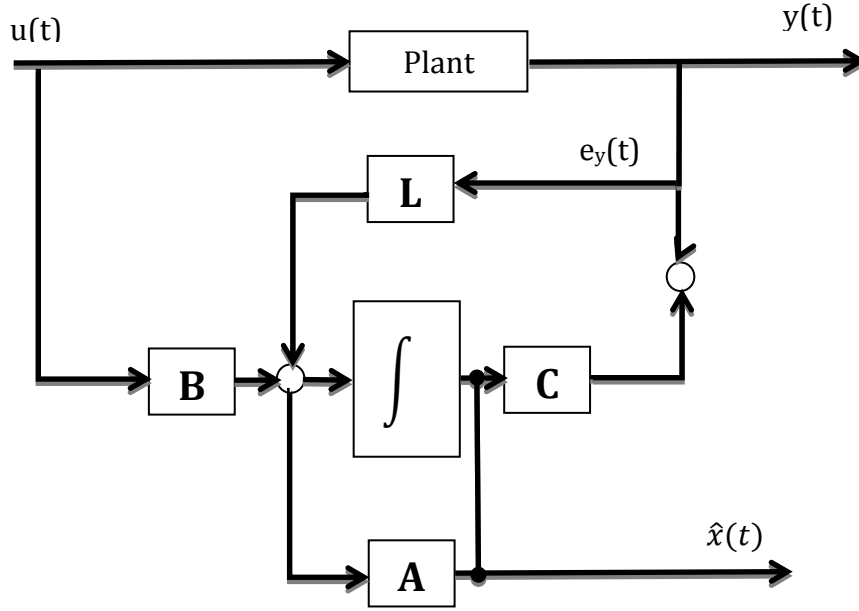 u(t)
y(t)
Plant
e_y(t)
L
∫
B
C
x̂(t)
A